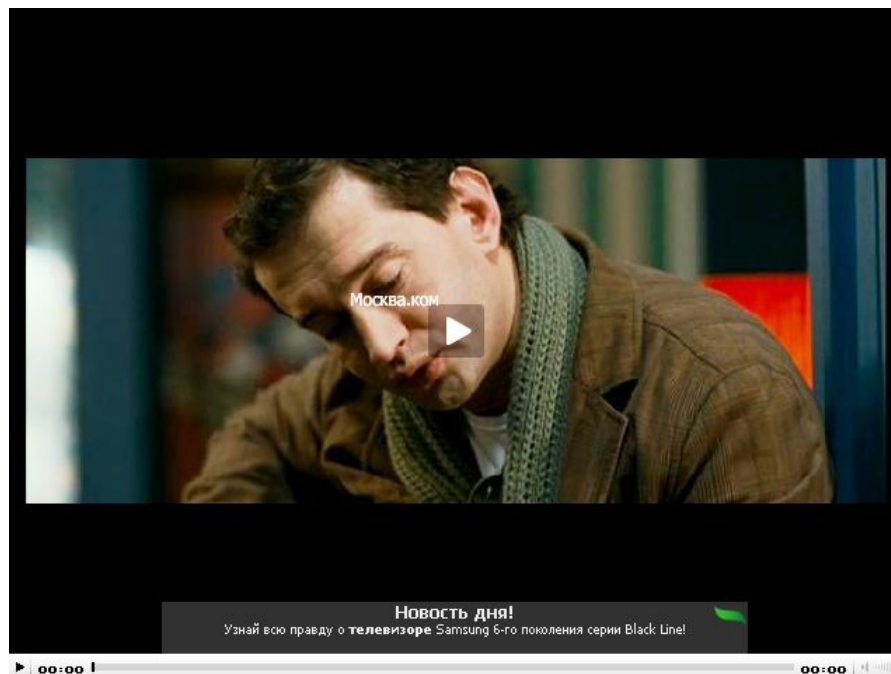 Москва.ком
Новость дня!
Узнай всю правду о телевизоре Samsung 6-го поколения серии Black Line!
00:00
00:00